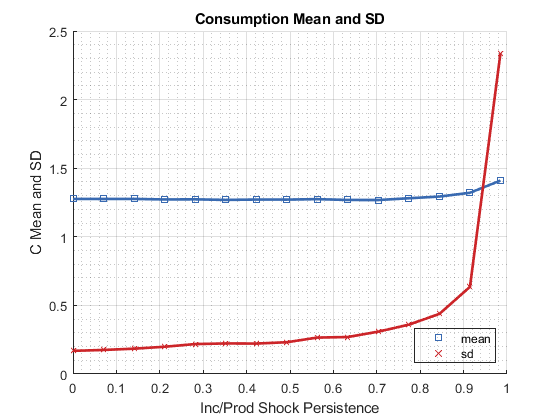 Consumption Mean and SD
C Mean and SD
2.5
2
1.5
1
0.5
0
0 0.1 0.2 0.3 0.4 0.5 0.6 0.7 0.8 0.9 1
Inc/Prod Shock Persistence
mean
sd